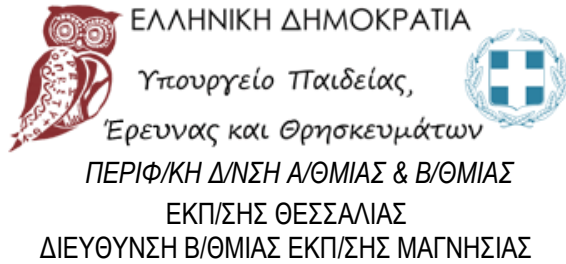 ΕΛΛΗΝΙΚΗ ΔΗΜΟΚΡΑΤΙΑ
Υπουργείο Παιδείας,
Έρευνας και Θρησκευμάτων
ΠΕΡΙΦ/ΚΗ Δ/ΝΣΗ Α/ΘΜΙΑΣ & Β/ΘΜΙΑΣ
ΕΚΠ/ΣΗΣ ΘΕΣΣΑΛΙΑΣ
ΔΙΕΥΘΥΝΣΗ Β/ΘΜΙΑΣ ΕΚΠ/ΣΗΣ ΜΑΓΝΗΣΙΑΣ